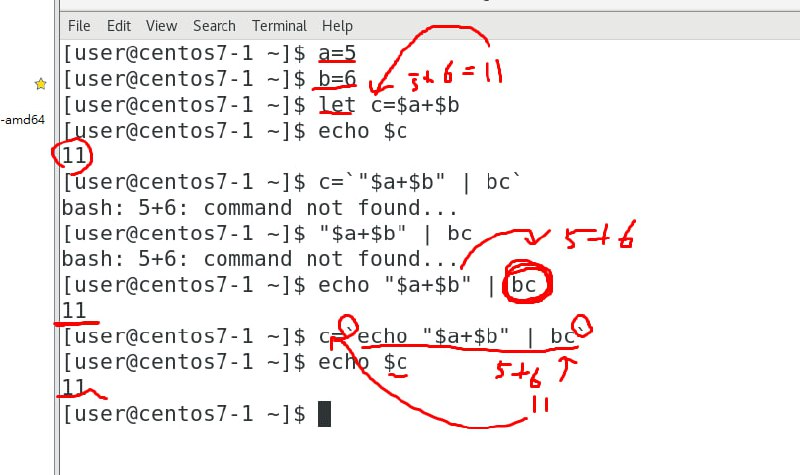 File Edit View Search Terminal Help
[user@centos7-1 ~]$ a=5
[user@centos7-1 ~]$ b=6
5+6=11
-amd64
[user@centos7-1 ~]$ let c=$a+$b
[user@centos7-1 ~]$ echo $c
11
[user@centos7-1 ~]$ c=`"$a+$b" | bc`
bash: 5+6: command not found...
[user@centos7-1 ~]$ "$a+$b" | bc
5+6
bash: 5+6: command not found...
[user@centos7-1 ~]$ echo "$a+$b" | bc
11
[user@centos7-1 ~]$ c=`echo "$a+$b" | bc`
[user@centos7-1 ~]$ echo $c
5+6
11
11
[user@centos7-1 ~]$